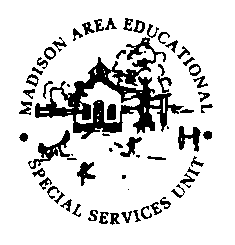 MADISON AREA EDUCATIONAL
SPECIAL SERVICES UNIT